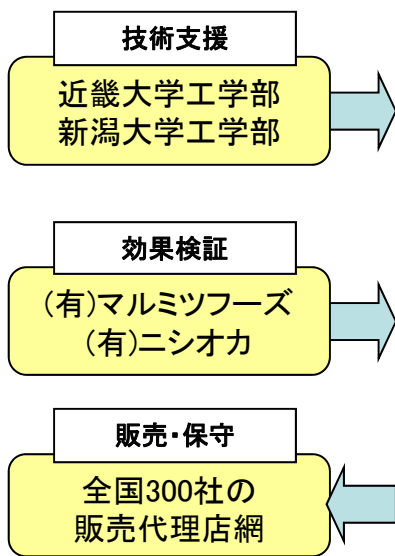 技術支援
近畿大学工学部
新潟大学工学部
効果検証
(有)マルミツフーズ
(有)ニシオカ
販売・保守
全国300社の
販売代理店網